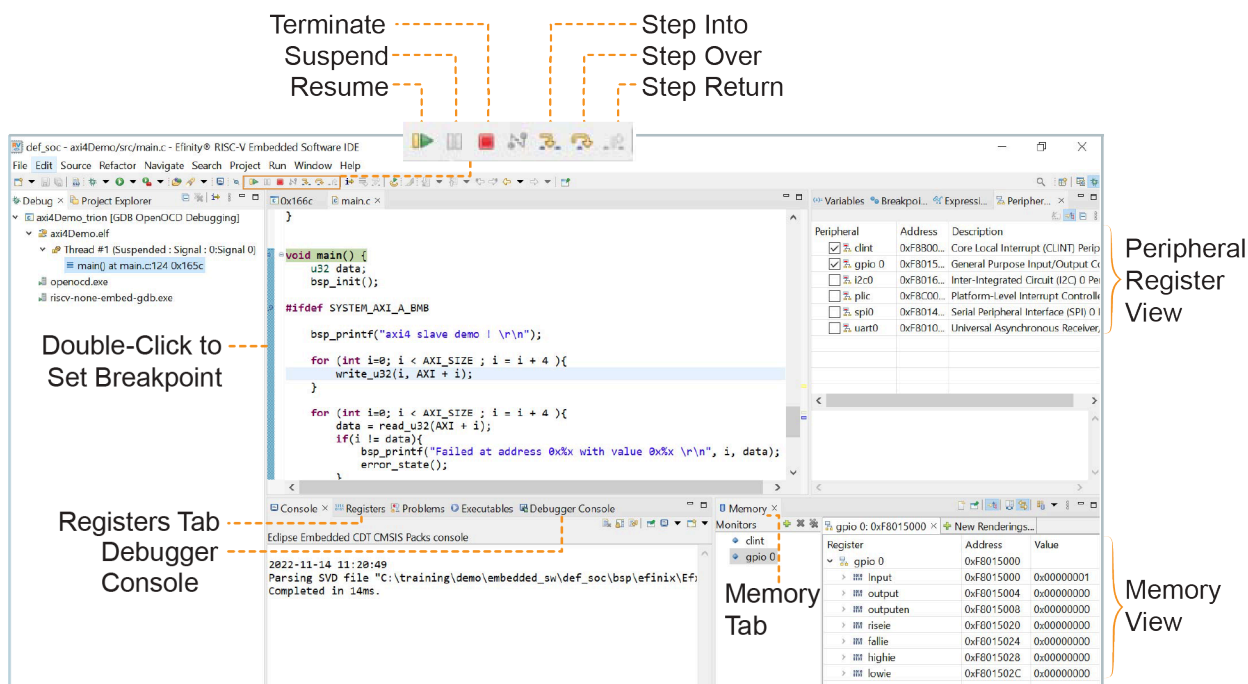 Terminate
Suspend
Resume
Step Into
Step Over
Step Return
def_soc - axi4Demo/src/main.c - Efinity® RISC-V Embedded Software IDE
File Edit Source Refactor Navigate Search Project Run Window Help
Debug Project Explorer
axi4Demo_trion [GDB OpenOCD Debugging]
axi4Demo.elf
Thread #1 (Suspended : Signal : 0:Signal 0)
main() at main.c:124 0x165c
openocd.exe
riscv-none-embed-gdb.exe
Double-Click to
Set Breakpoint
0x166c main.c
}
void main() {
u32 data;
bsp_init();
#ifdef SYSTEM_AXI_A_BMB
bsp_printf("axi4 slave demo ! \r\n");
for (int i=0; i < AXI_SIZE ; i = i + 4 ){
write_u32(i, AXI + i);
}
for (int i=0; i < AXI_SIZE ; i = i + 4 ){
data = read_u32(AXI + i);
if(i != data){
bsp_printf("Failed at address 0x%x with value 0x%x \r\n", i, data);
error_state();
}
Variables Breakpoi... Expressi... Peripher...
Peripheral Address Description
clint 0xF8B00... Core Local Interrupt (CLINT) Perip
gpio 0 0xF8015... General Purpose Input/Output Co
i2c0 0xF8016... Inter-Integrated Circuit (I2C) 0 Pe
plic 0xF8C00... Platform-Level Interrupt Controlle
spi0 0xF8014... Serial Peripheral Interface (SPI) 0 I
uart0 0xF8010... Universal Asynchronous Receiver,
Peripheral
Register
View
Registers Tab
Debugger
Console
Console Registers Problems Executables Debugger Console
Eclipse Embedded CDT CMSIS Packs console
2022-11-14 11:20:49
Parsing SVD file "C:\training\demo\embedded_sw\def_soc\bsp\efinix\Efx
Completed in 14ms.
Memory
Monitors
clint
gpio 0
Memory
Tab
gpio 0: 0xF8015000 New Renderings...
Register Address Value
gpio 0 0xF8015000
Input 0xF8015000 0x00000001
output 0xF8015004 0x00000000
outputen 0xF8015008 0x00000000
riseie 0xF8015020 0x00000000
fallie 0xF8015024 0x00000000
highie 0xF8015028 0x00000000
lowie 0xF801502C 0x00000000
Memory
View